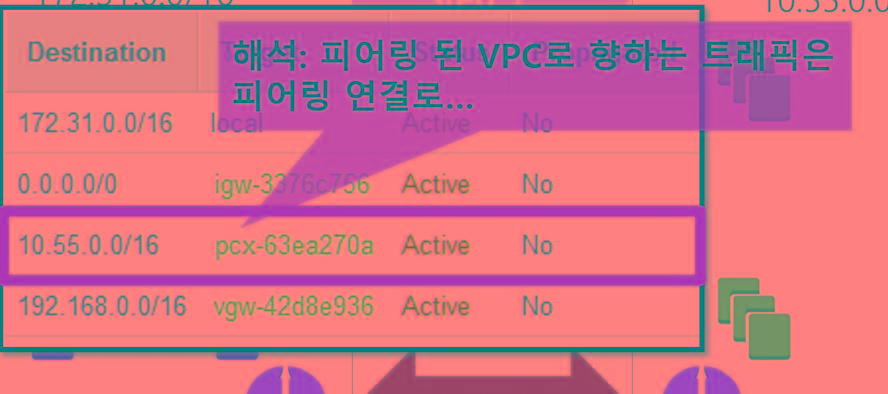 172.31.0.0/16
10.55.0.0
해석: 피어링 된 VPC로 향하는 트래픽은
피어링 연결로...
Destination Target Status Propagated
172.31.0.0/16 local Active No
0.0.0.0/0 igw-3376c756 Active No
10.55.0.0/16 pcx-63ea270a Active No
192.168.0.0/16 vgw-42d8e936 Active No